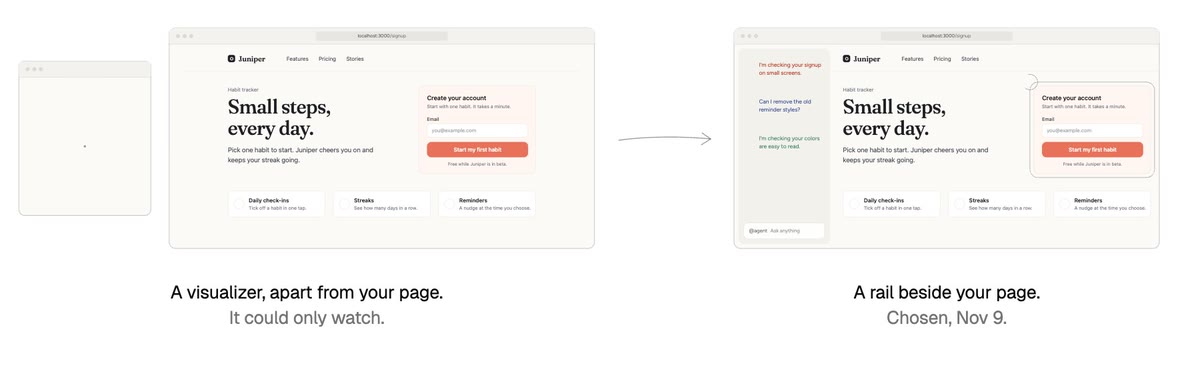 localhost:3000/signup
Juniper Features Pricing Stories
Habit tracker
Small steps,
every day.
Pick one habit to start. Juniper cheers you on and
keeps your streak going.
Create your account
Start with one habit. It takes a minute.
Email
you@example.com
Start my first habit
Free while Juniper is in beta.
Daily check-ins
Tick off a habit in one tap.
Streaks
See how many days in a row.
Reminders
A nudge at the time you choose.
A visualizer, apart from your page.
It could only watch.
localhost:3000/signup
I'm checking your signup
on small screens.
Can I remove the old
reminder styles?
I'm checking your colors
are easy to read.
@agent Ask anything
Juniper Features Pricing Stories
Habit tracker
Small steps,
every day.
Pick one habit to start. Juniper cheers you on and
keeps your streak going.
Create your account
Start with one habit. It takes a minute.
Email
you@example.com
Start my first habit
Free while Juniper is in beta.
Daily check-ins
Tick off a habit in one tap.
Streaks
See how many days in a row.
Reminders
A nudge at the time you choose.
A rail beside your page.
Chosen, Nov 9.